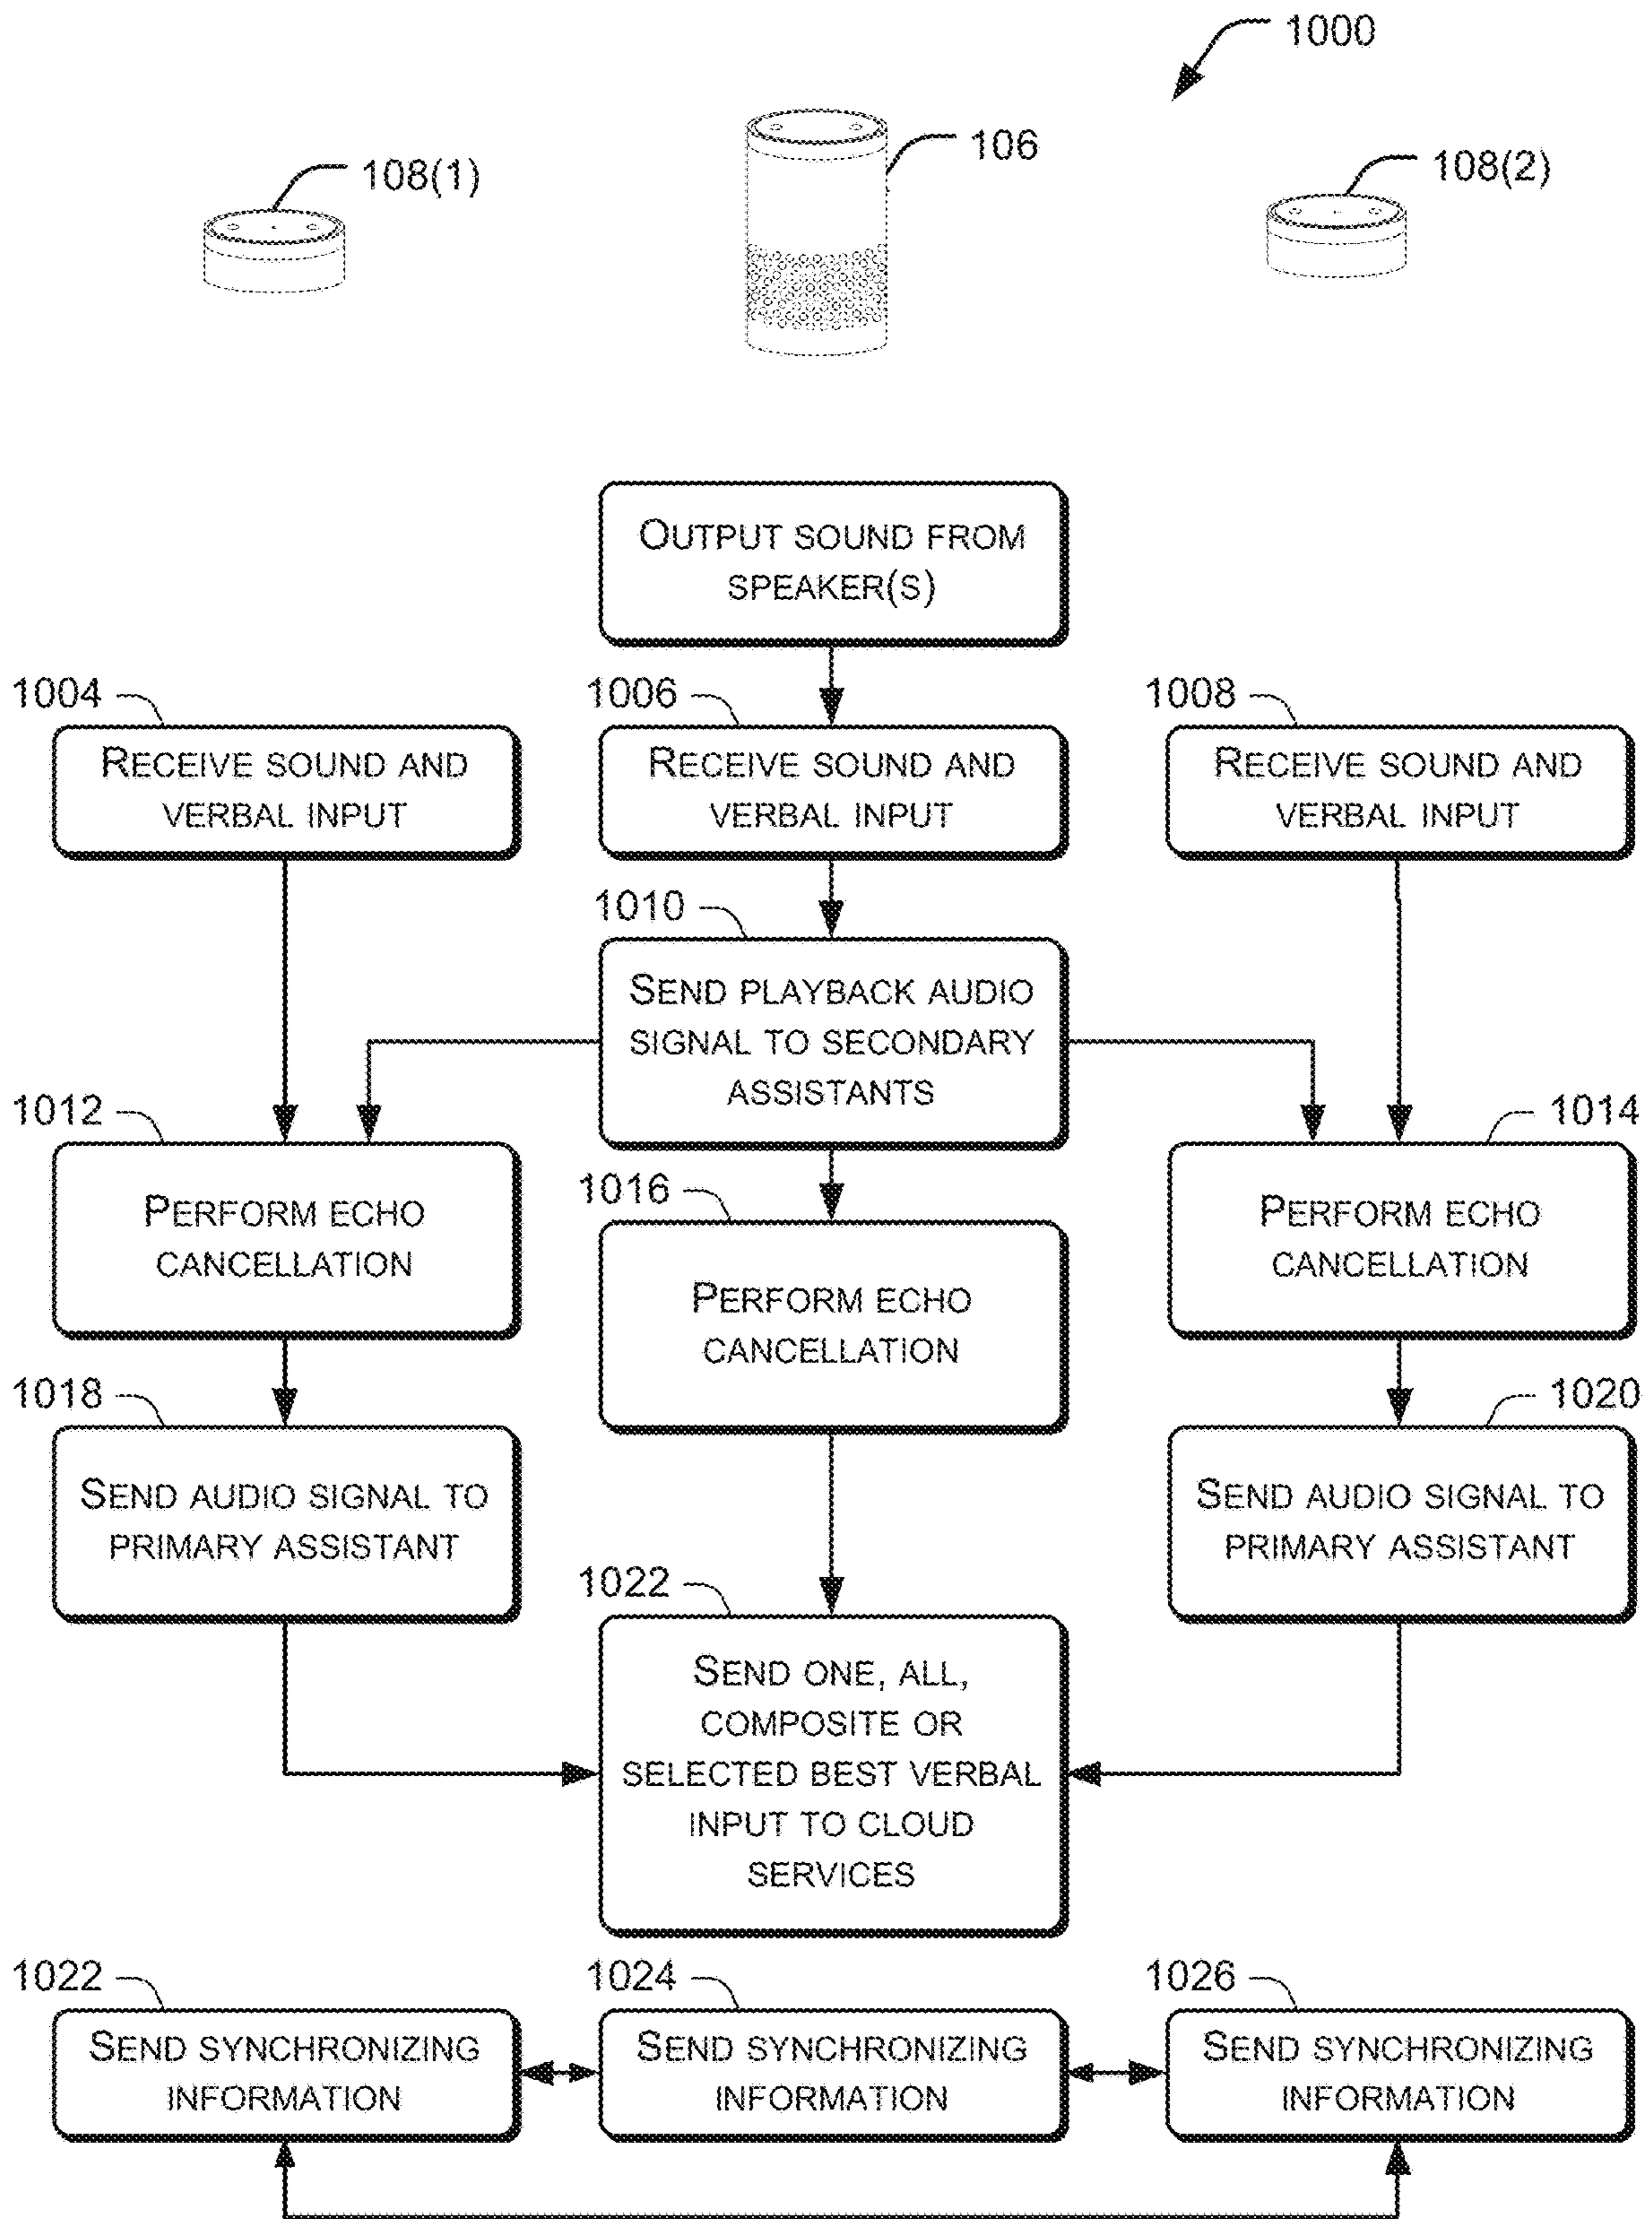 1000
106
108(1)
108(2)
OUTPUT SOUND FROM
SPEAKER(S)
1004
RECEIVE SOUND AND
VERBAL INPUT
1006
RECEIVE SOUND AND
VERBAL INPUT
1008
RECEIVE SOUND AND
VERBAL INPUT
1010
SEND PLAYBACK AUDIO
SIGNAL TO SECONDARY
ASSISTANTS
1012
PERFORM ECHO
CANCELLATION
1014
PERFORM ECHO
CANCELLATION
1016
PERFORM ECHO
CANCELLATION
1018
SEND AUDIO SIGNAL TO
PRIMARY ASSISTANT
1020
SEND AUDIO SIGNAL TO
PRIMARY ASSISTANT
1022
SEND ONE, ALL,
COMPOSITE OR
SELECTED BEST VERBAL
INPUT TO CLOUD
SERVICES
1022
SEND SYNCHRONIZING
INFORMATION
1024
SEND SYNCHRONIZING
INFORMATION
1026
SEND SYNCHRONIZING
INFORMATION